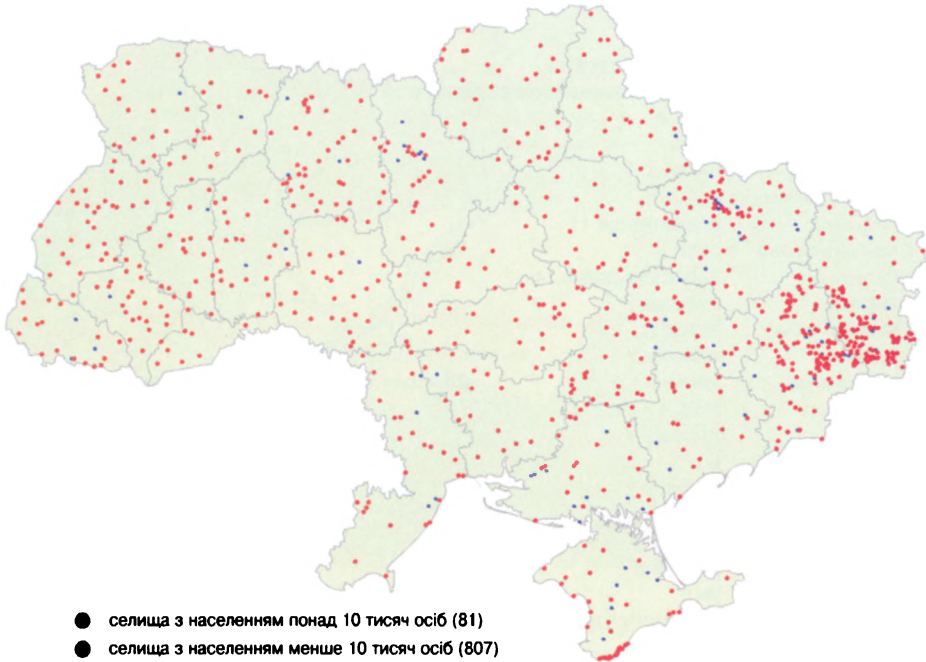 селища з населенням понад 10 тисяч осіб (81)
селища з населенням менше 10 тисяч осіб (807)